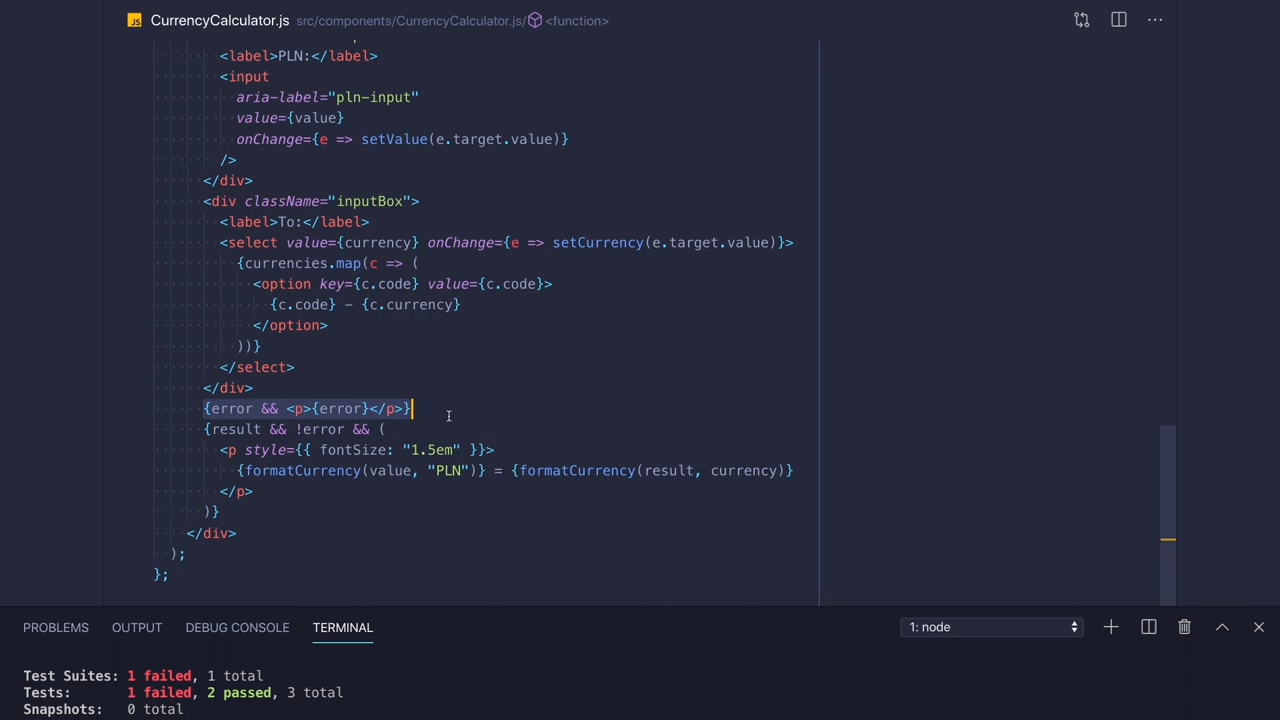 JS CurrencyCalculator.js src/components/CurrencyCalculator.js/ <function> ...
<label>PLN:</label>
<input
aria-label="pln-input"
value={value}
onChange={e => setValue(e.target.value)}
/>
</div>
<div className="inputBox">
<label>To:</label>
<select value={currency} onChange={e => setCurrency(e.target.value)}>
{currencies.map(c => (
<option key={c.code} value={c.code}>
{c.code} - {c.currency}
</option>
))}
</select>
</div>
{error && <p>{error}</p>}
{result && !error && (
<p style={{ fontSize: "1.5em" }}>
{formatCurrency(value, "PLN")} = {formatCurrency(result, currency)}
</p>
)}
</div>
);
};
PROBLEMS OUTPUT DEBUG CONSOLE TERMINAL 1: node
Test Suites: 1 failed, 1 total
Tests: 1 failed, 2 passed, 3 total
Snapshots: 0 total